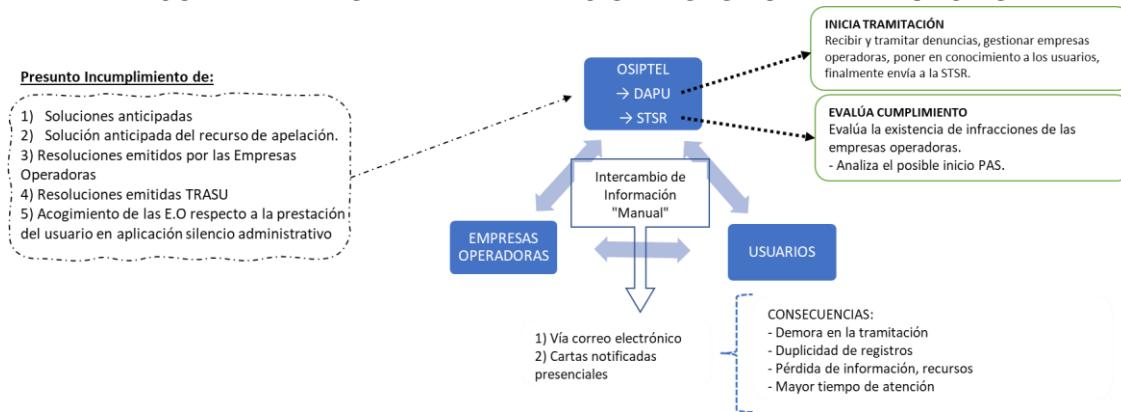 Presunto Incumplimiento de:
1) Soluciones anticipadas
2) Solución anticipada del recurso de apelación.
3) Resoluciones emitidos por las Empresas
Operadoras
4) Resoluciones emitidas TRASU
5) Acogimiento de las E.O respecto a la prestación
del usuario en aplicación silencio administrativo
OSIPTEL
→ DAPU
→ STSR
INICIA TRAMITACIÓN
Recibir y tramitar denuncias, gestionar empresas
operadoras, poner en conocimiento a los usuarios,
finalmente envía a la STSR.
EVALÚA CUMPLIMIENTO
Evalúa la existencia de infracciones de las
empresas operadoras.
- Analiza el posible inicio PAS.
Intercambio de
Información
"Manual"
EMPRESAS
OPERADORAS
USUARIOS
1) Vía correo electrónico
2) Cartas notificadas
presenciales
CONSECUENCIAS:
- Demora en la tramitación
- Duplicidad de registros
- Pérdida de información, recursos
- Mayor tiempo de atención